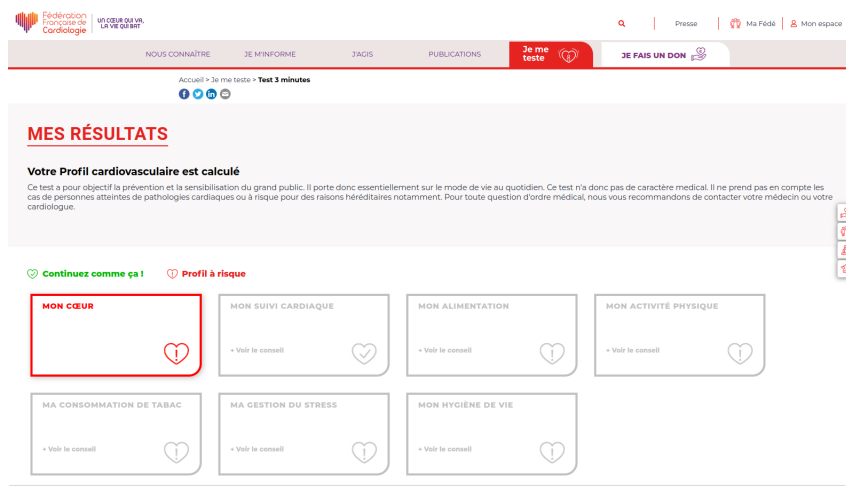 Fédération
Française de
Cardiologie
UN CŒUR QUI VA,
LA VIE QUI BAT
Presse
Ma Fédé
Mon espace
NOUS CONNAÎTRE
JE M'INFORME
J'AGIS
PUBLICATIONS
Je me
teste
JE FAIS UN DON
Accueil > Je me teste > Test 3 minutes
MES RÉSULTATS
Votre Profil cardiovasculaire est calculé
Ce test a pour objectif la prévention et la sensibilisation du grand public. Il porte donc essentiellement sur le mode de vie au quotidien. Ce test n'a donc pas de caractère medical. Il ne prend pas en compte les
cas de personnes atteintes de pathologies cardiaques ou à risque pour des raisons héréditaires notamment. Pour toute question d'ordre médical, nous vous recommandons de contacter votre médecin ou votre
cardiologue.
Continuez comme ça !
Profil à risque
MON CŒUR
MON SUIVI CARDIAQUE
+ Voir le conseil
MON ALIMENTATION
+ Voir le conseil
MON ACTIVITÉ PHYSIQUE
+ Voir le conseil
MA CONSOMMATION DE TABAC
+ Voir le conseil
MA GESTION DU STRESS
+ Voir le conseil
MON HYGIÈNE DE VIE
+ Voir le conseil